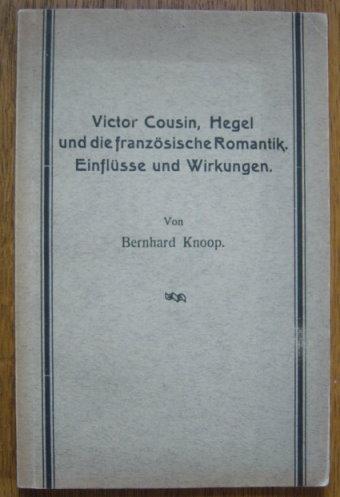 Victor Cousin, Hegel
und die französische Romantik.
Einflüsse und Wirkungen.
Von
Bernhard Knoop.